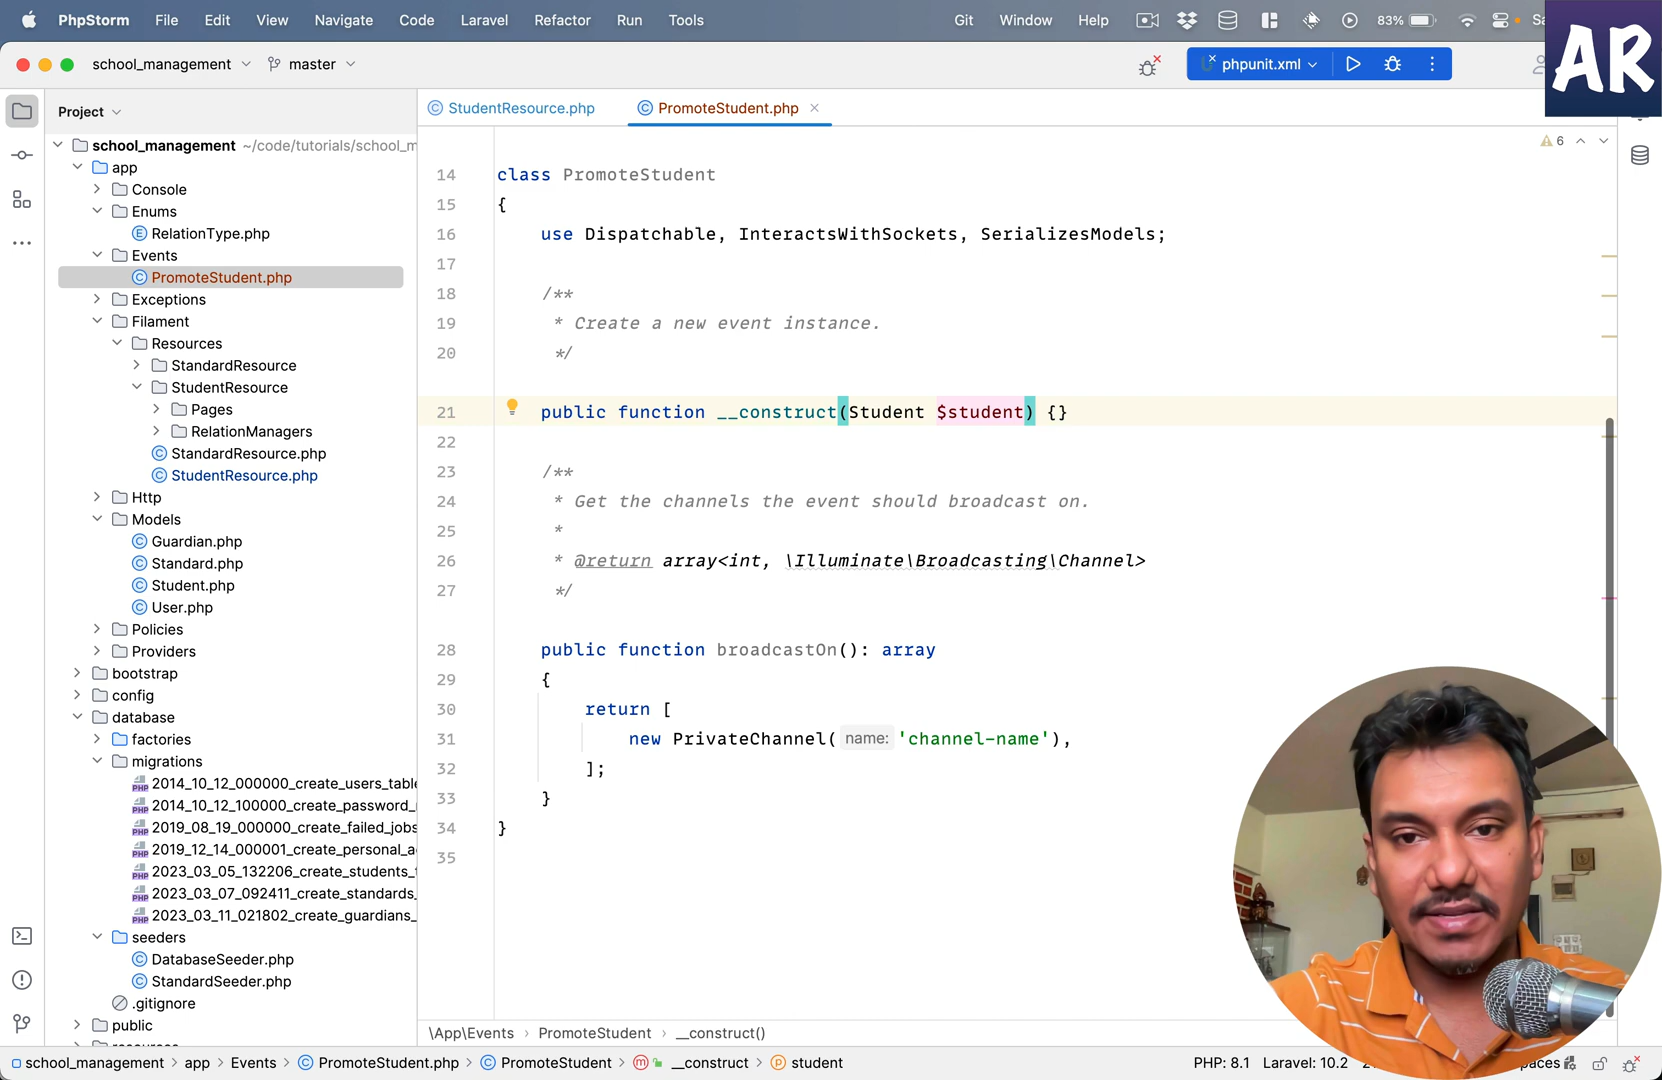 PhpStorm File Edit View Navigate Code Laravel Refactor Run Tools Git Window Help 83%
AR
school_management master phpunit.xml
Project
StudentResource.php PromoteStudent.php
6
school_management ~/code/tutorials/school_m
app
Console
Enums
RelationType.php
Events
PromoteStudent.php
Exceptions
Filament
Resources
StandardResource
StudentResource
Pages
RelationManagers
StandardResource.php
StudentResource.php
Http
Models
Guardian.php
Standard.php
Student.php
User.php
Policies
Providers
bootstrap
config
database
factories
migrations
2014_10_12_000000_create_users_table
2014_10_12_100000_create_password_
2019_08_19_000000_create_failed_jobs
2019_12_14_000001_create_personal_a
2023_03_05_132206_create_students_
2023_03_07_092411_create_standards_
2023_03_11_021802_create_guardians_
seeders
DatabaseSeeder.php
StandardSeeder.php
.gitignore
public
14 class PromoteStudent
15 {
16 use Dispatchable, InteractsWithSockets, SerializesModels;
17
18 /**
19 * Create a new event instance.
20 */
21 public function __construct(Student $student) {}
22
23 /**
24 * Get the channels the event should broadcast on.
25 *
26 * @return array<int, \Illuminate\Broadcasting\Channel>
27 */
28 public function broadcastOn(): array
29 {
30 return [
31 new PrivateChannel( name: 'channel-name'),
32 ];
33 }
34 }
35
\App\Events › PromoteStudent › __construct()
school_management › app › Events › PromoteStudent.php › PromoteStudent › __construct › student PHP: 8.1 Laravel: 10.2